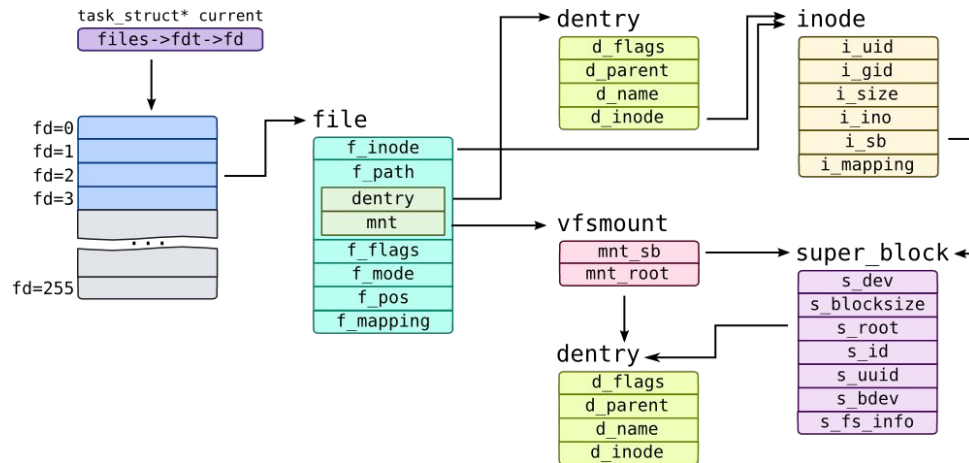 task_struct* current
files->fdt->fd
fd=0
fd=1
fd=2
fd=3
...
fd=255
file
f_inode
f_path
dentry
mnt
f_flags
f_mode
f_pos
f_mapping
dentry
d_flags
d_parent
d_name
d_inode
vfsmount
mnt_sb
mnt_root
dentry
d_flags
d_parent
d_name
d_inode
inode
i_uid
i_gid
i_size
i_ino
i_sb
i_mapping
super_block
s_dev
s_blocksize
s_root
s_id
s_uuid
s_bdev
s_fs_info